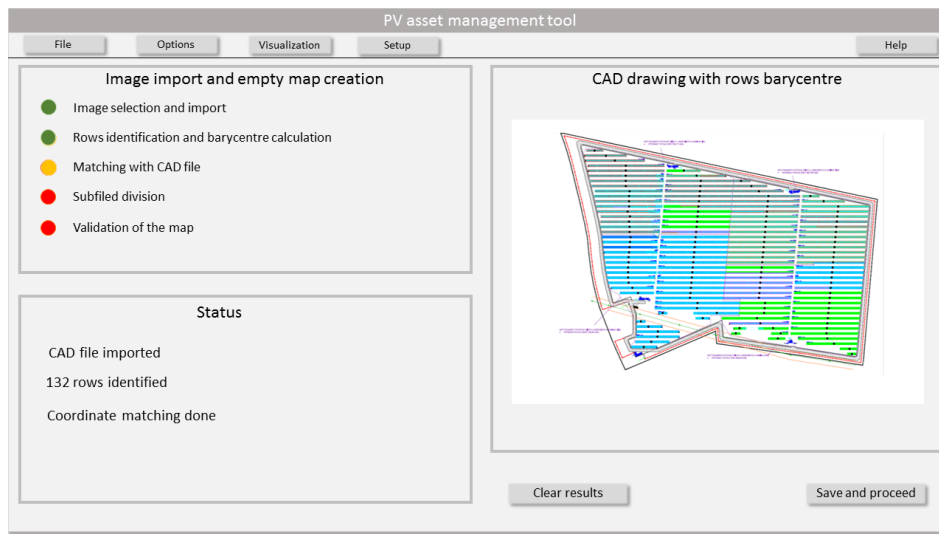 PV asset management tool
File
Options
Visualization
Setup
Help
Image import and empty map creation
Image selection and import
Rows identification and barycentre calculation
Matching with CAD file
Subfiled division
Validation of the map
Status
CAD file imported
132 rows identified
Coordinate matching done
CAD drawing with rows barycentre
Clear results
Save and proceed